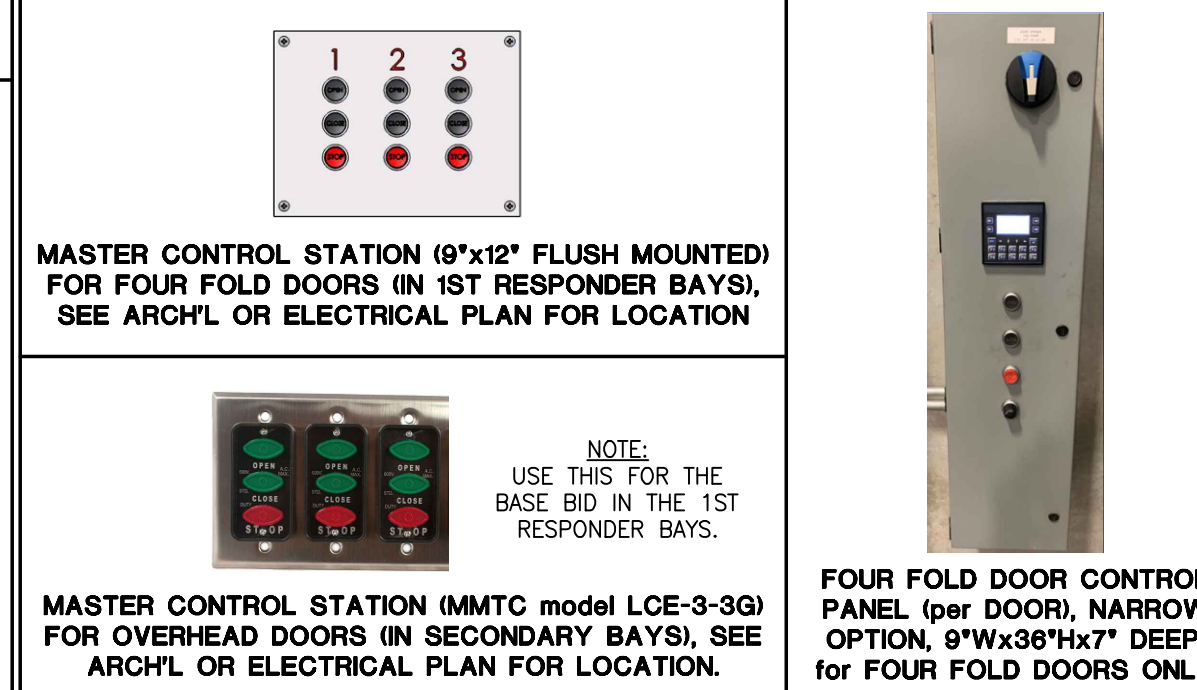 1 2 3
OPEN OPEN OPEN
CLOSE CLOSE CLOSE
STOP STOP STOP
MASTER CONTROL STATION (9"x12" FLUSH MOUNTED)
FOR FOUR FOLD DOORS (IN 1ST RESPONDER BAYS),
SEE ARCH'L OR ELECTRICAL PLAN FOR LOCATION
OPEN OPEN OPEN
CLOSE CLOSE CLOSE
STOP STOP STOP
NOTE:
USE THIS FOR THE
BASE BID IN THE 1ST
RESPONDER BAYS.
MASTER CONTROL STATION (MMTC model LCE-3-3G)
FOR OVERHEAD DOORS (IN SECONDARY BAYS), SEE
ARCH'L OR ELECTRICAL PLAN FOR LOCATION.
FOUR FOLD DOOR CONTROL
PANEL (per DOOR), NARROW
OPTION, 9"Wx36"Hx7" DEEP
for FOUR FOLD DOORS ONL